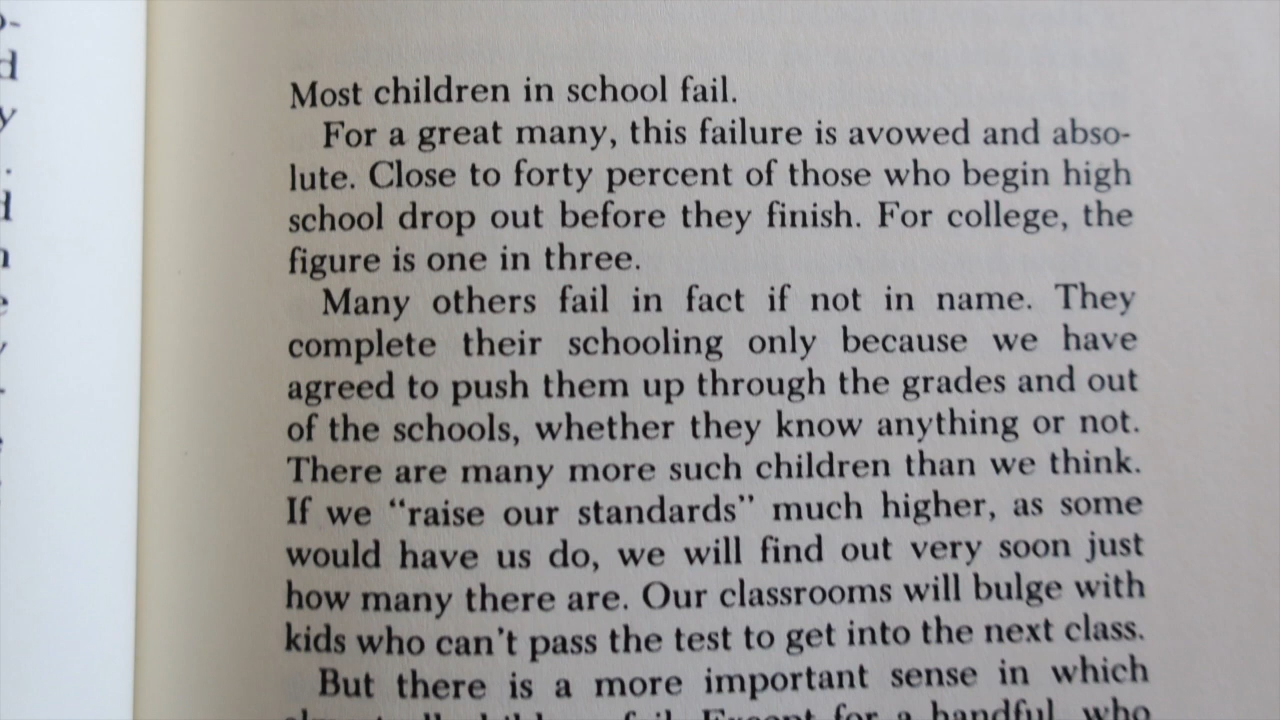 Most children in school fail.
For a great many, this failure is avowed and abso-
lute. Close to forty percent of those who begin high
school drop out before they finish. For college, the
figure is one in three.
Many others fail in fact if not in name. They
complete their schooling only because we have
agreed to push them up through the grades and out
of the schools, whether they know anything or not.
There are many more such children than we think.
If we “raise our standards” much higher, as some
would have us do, we will find out very soon just
how many there are. Our classrooms will bulge with
kids who can't pass the test to get into the next class.
But there is a more important sense in which
fail. Except for a handful, who